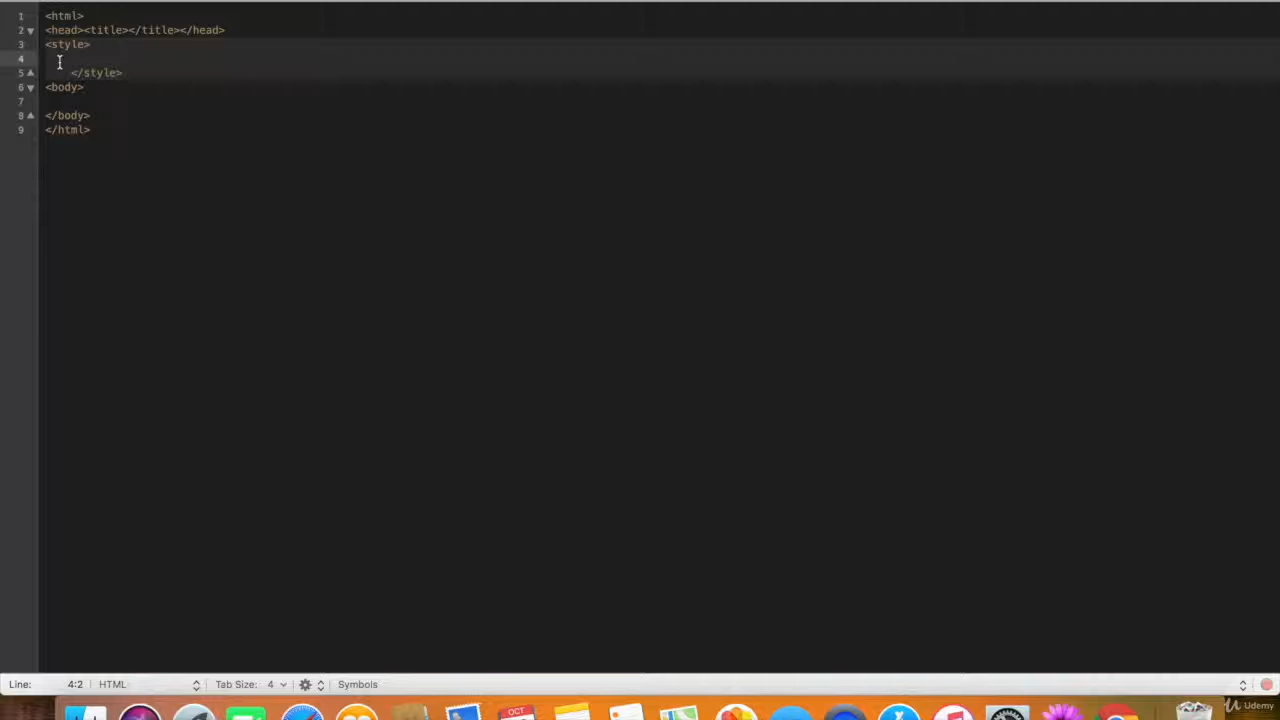 1 <html>
2 <head><title></title></head>
3 <style>
4
5 </style>
6 <body>
7
8 </body>
9 </html>
Line: 4:2 HTML Tab Size: 4 Symbols
OCT
Udemy